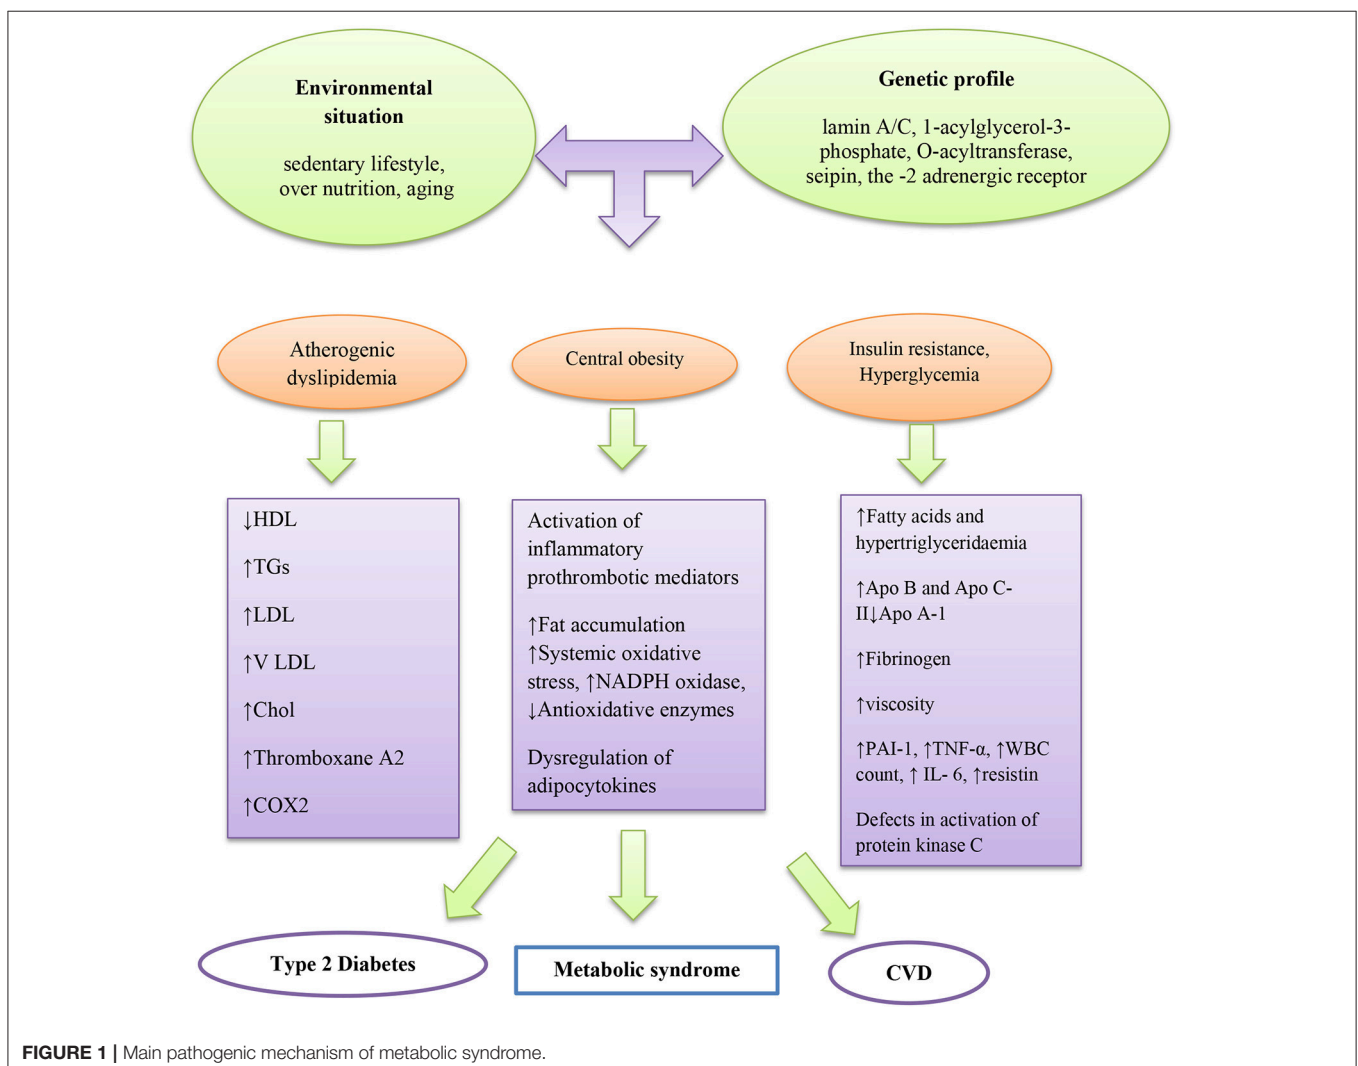 Environmental
situation
sedentary lifestyle,
over nutrition, aging
Genetic profile
lamin A/C, 1-acylglycerol-3-
phosphate, O-acyltransferase,
seipin, the -2 adrenergic receptor
Atherogenic
dyslipidemia
Central obesity
Insulin resistance,
Hyperglycemia
↓HDL
↑TGs
↑LDL
↑V LDL
↑Chol
↑Thromboxane A2
↑COX2
Activation of
inflammatory
prothrombotic mediators
↑Fat accumulation
↑Systemic oxidative
stress, ↑NADPH oxidase,
↓Antioxidative enzymes
Dysregulation of
adipocytokines
↑Fatty acids and
hypertriglyceridaemia
↑Apo B and Apo C-
II↓Apo A-1
↑Fibrinogen
↑viscosity
↑PAI-1, ↑TNF-α, ↑WBC
count, ↑ IL- 6, ↑resistin
Defects in activation of
protein kinase C
Type 2 Diabetes
Metabolic syndrome
CVD
FIGURE 1 | Main pathogenic mechanism of metabolic syndrome.